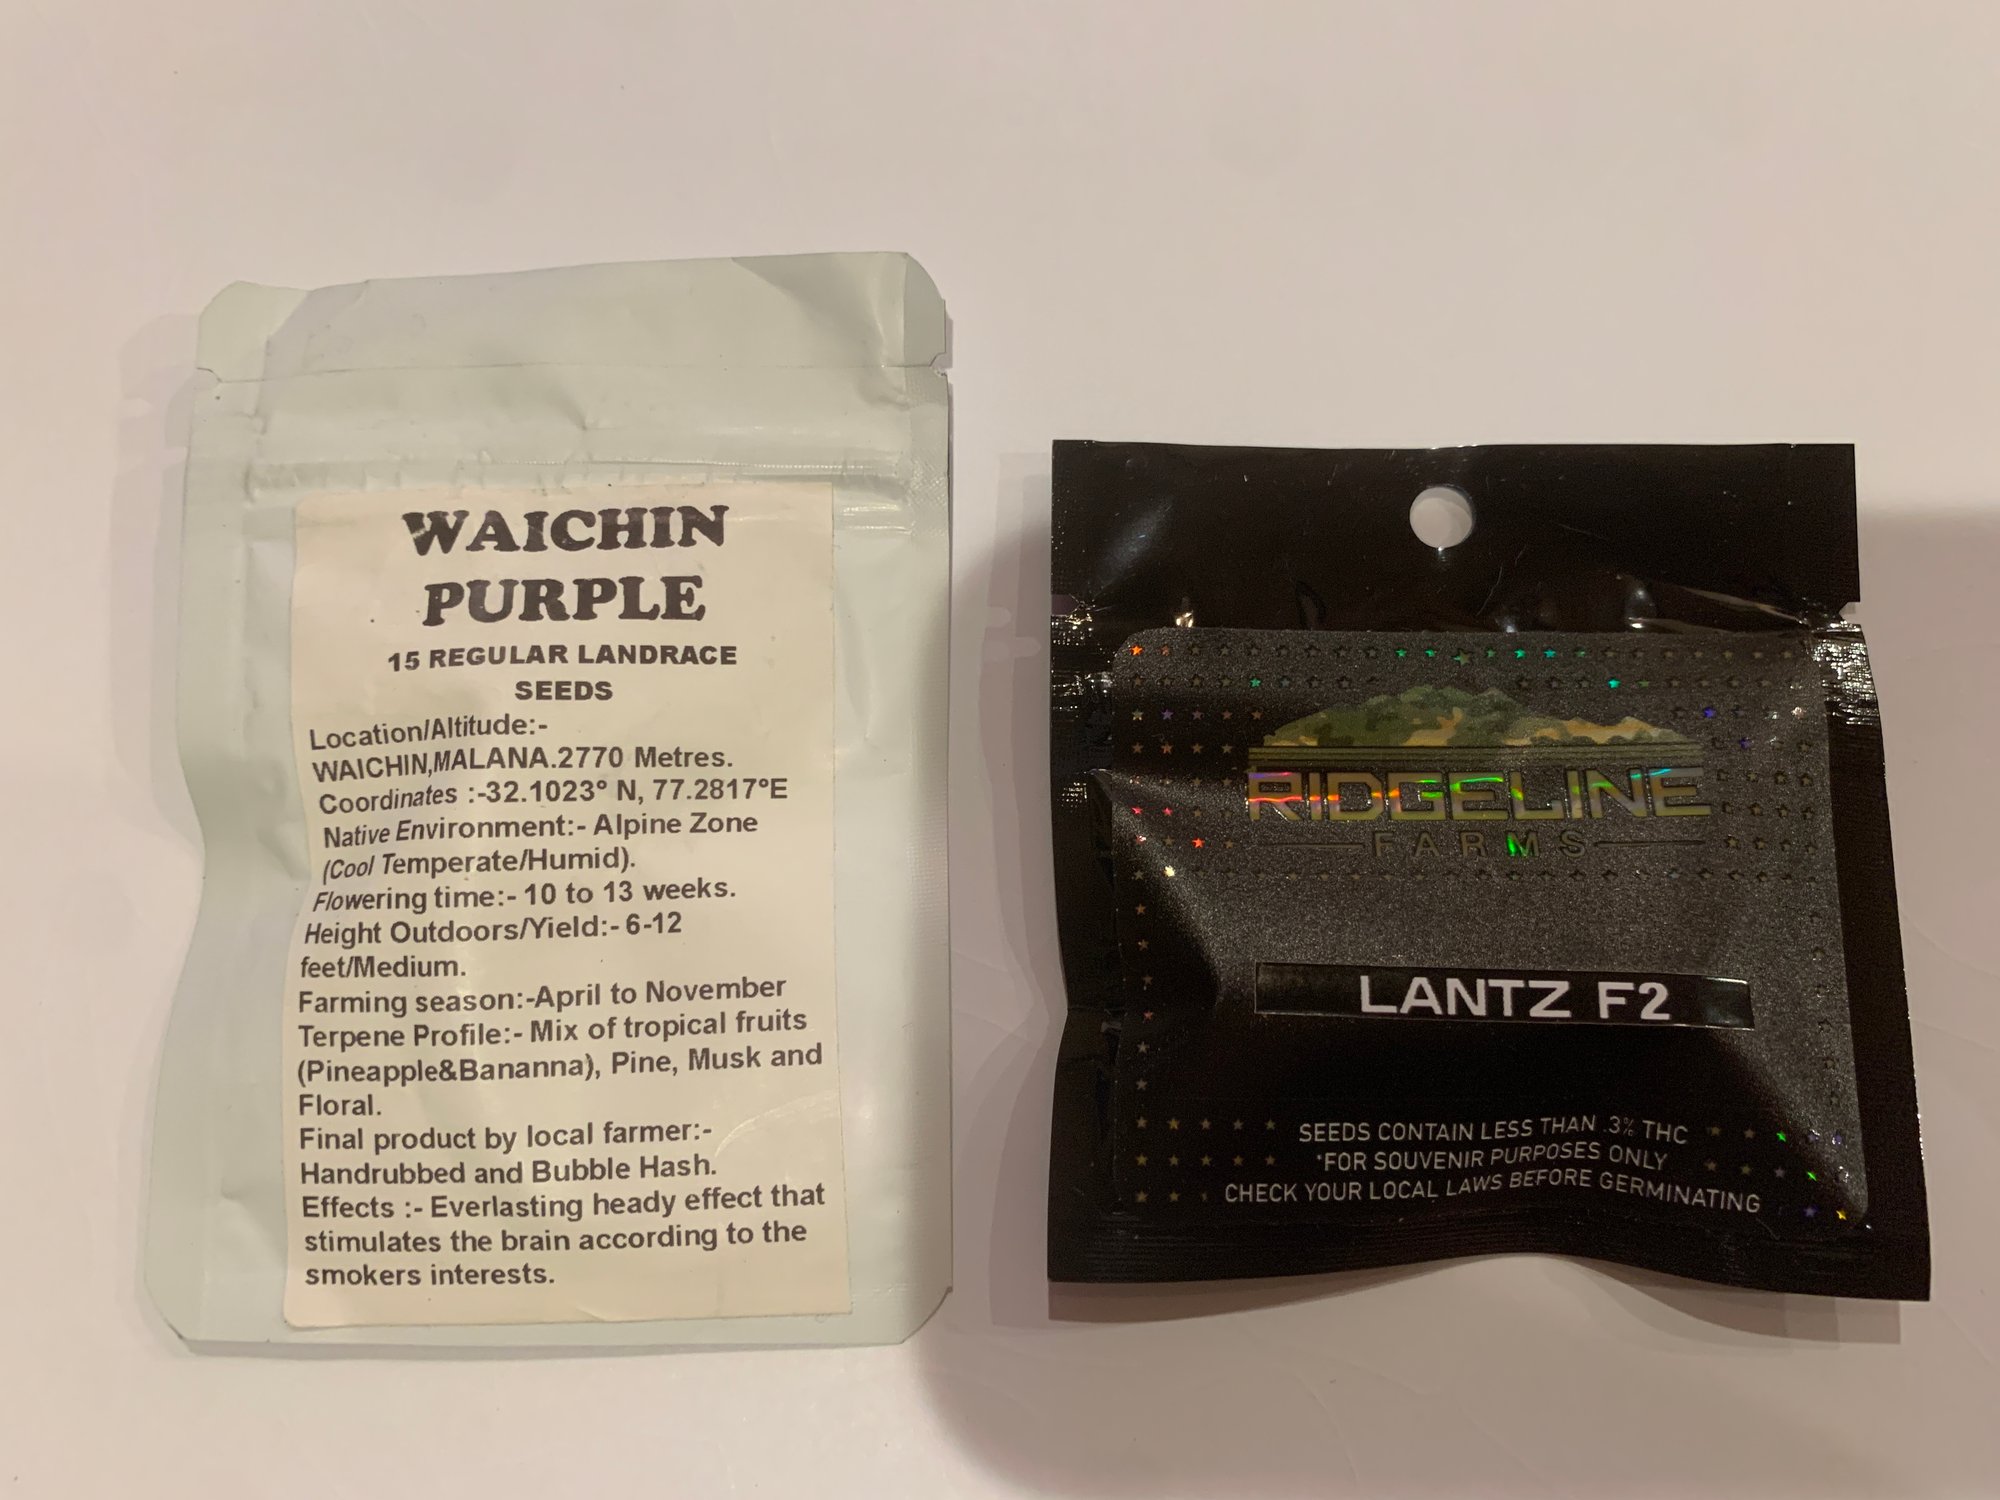 WAICHIN
PURPLE
15 REGULAR LANDRACE
SEEDS
Location/Altitude:-
WAICHIN,MALANA.2770 Metres.
Coordinates :-32.1023° N, 77.2817°E
Native Environment:- Alpine Zone
(Cool Temperate/Humid).
Flowering time:- 10 to 13 weeks.
Height Outdoors/Yield:- 6-12
feet/Medium.
Farming season:-April to November
Terpene Profile:- Mix of tropical fruits
(Pineapple&Bananna), Pine, Musk and
Floral.
Final product by local farmer:-
Handrubbed and Bubble Hash.
Effects :- Everlasting heady effect that
stimulates the brain according to the
smokers interests.
RIDGELINE
FARMS
LANTZ F2
SEEDS CONTAIN LESS THAN .3% THC
*FOR SOUVENIR PURPOSES ONLY
CHECK YOUR LOCAL LAWS BEFORE GERMINATING